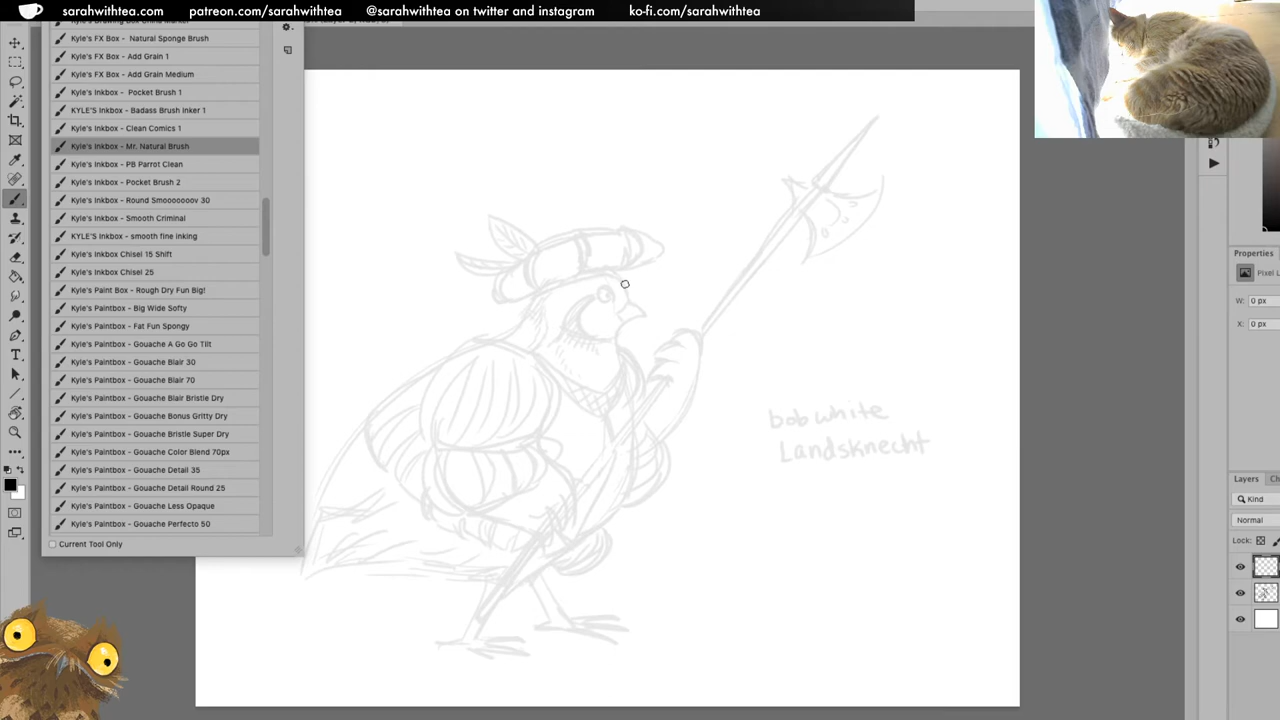 sarahwithtea.com patreon.com/sarahwithtea @sarahwithtea on twitter and instagram ko-fi.com/sarahwithtea
Kyle's FX Box - Natural Sponge Brush
Kyle's FX Box - Add Grain 1
Kyle's FX Box - Add Grain Medium
Kyle's Inkbox - Pocket Brush 1
KYLE'S Inkbox - Badass Brush Inker 1
Kyle's Inkbox - Clean Comics 1
Kyle's Inkbox - Mr. Natural Brush
Kyle's Inkbox - PB Parrot Clean
Kyle's Inkbox - Pocket Brush 2
Kyle's Inkbox - Round Smooooooov 30
Kyle's Inkbox - Smooth Criminal
KYLE'S Inkbox - smooth fine inking
Kyle's Inkbox Chisel 15 Shift
Kyle's Inkbox Chisel 25
Kyle's Paint Box - Rough Dry Fun Big!
Kyle's Paintbox - Big Wide Softy
Kyle's Paintbox - Fat Fun Spongy
Kyle's Paintbox - Gouache A Go Go Tilt
Kyle's Paintbox - Gouache Blair 30
Kyle's Paintbox - Gouache Blair 70
Kyle's Paintbox - Gouache Blair Bristle Dry
Kyle's Paintbox - Gouache Bonus Gritty Dry
Kyle's Paintbox - Gouache Bristle Super Dry
Kyle's Paintbox - Gouache Color Blend 70px
Kyle's Paintbox - Gouache Detail 35
Kyle's Paintbox - Gouache Detail Round 25
Kyle's Paintbox - Gouache Less Opaque
Kyle's Paintbox - Gouache Perfecto 50
Current Tool Only
bobwhite
Landsknecht
Properties
Pixel L
W: 0 px
X: 0 px
Layers Ch
Kind
Normal
Lock: